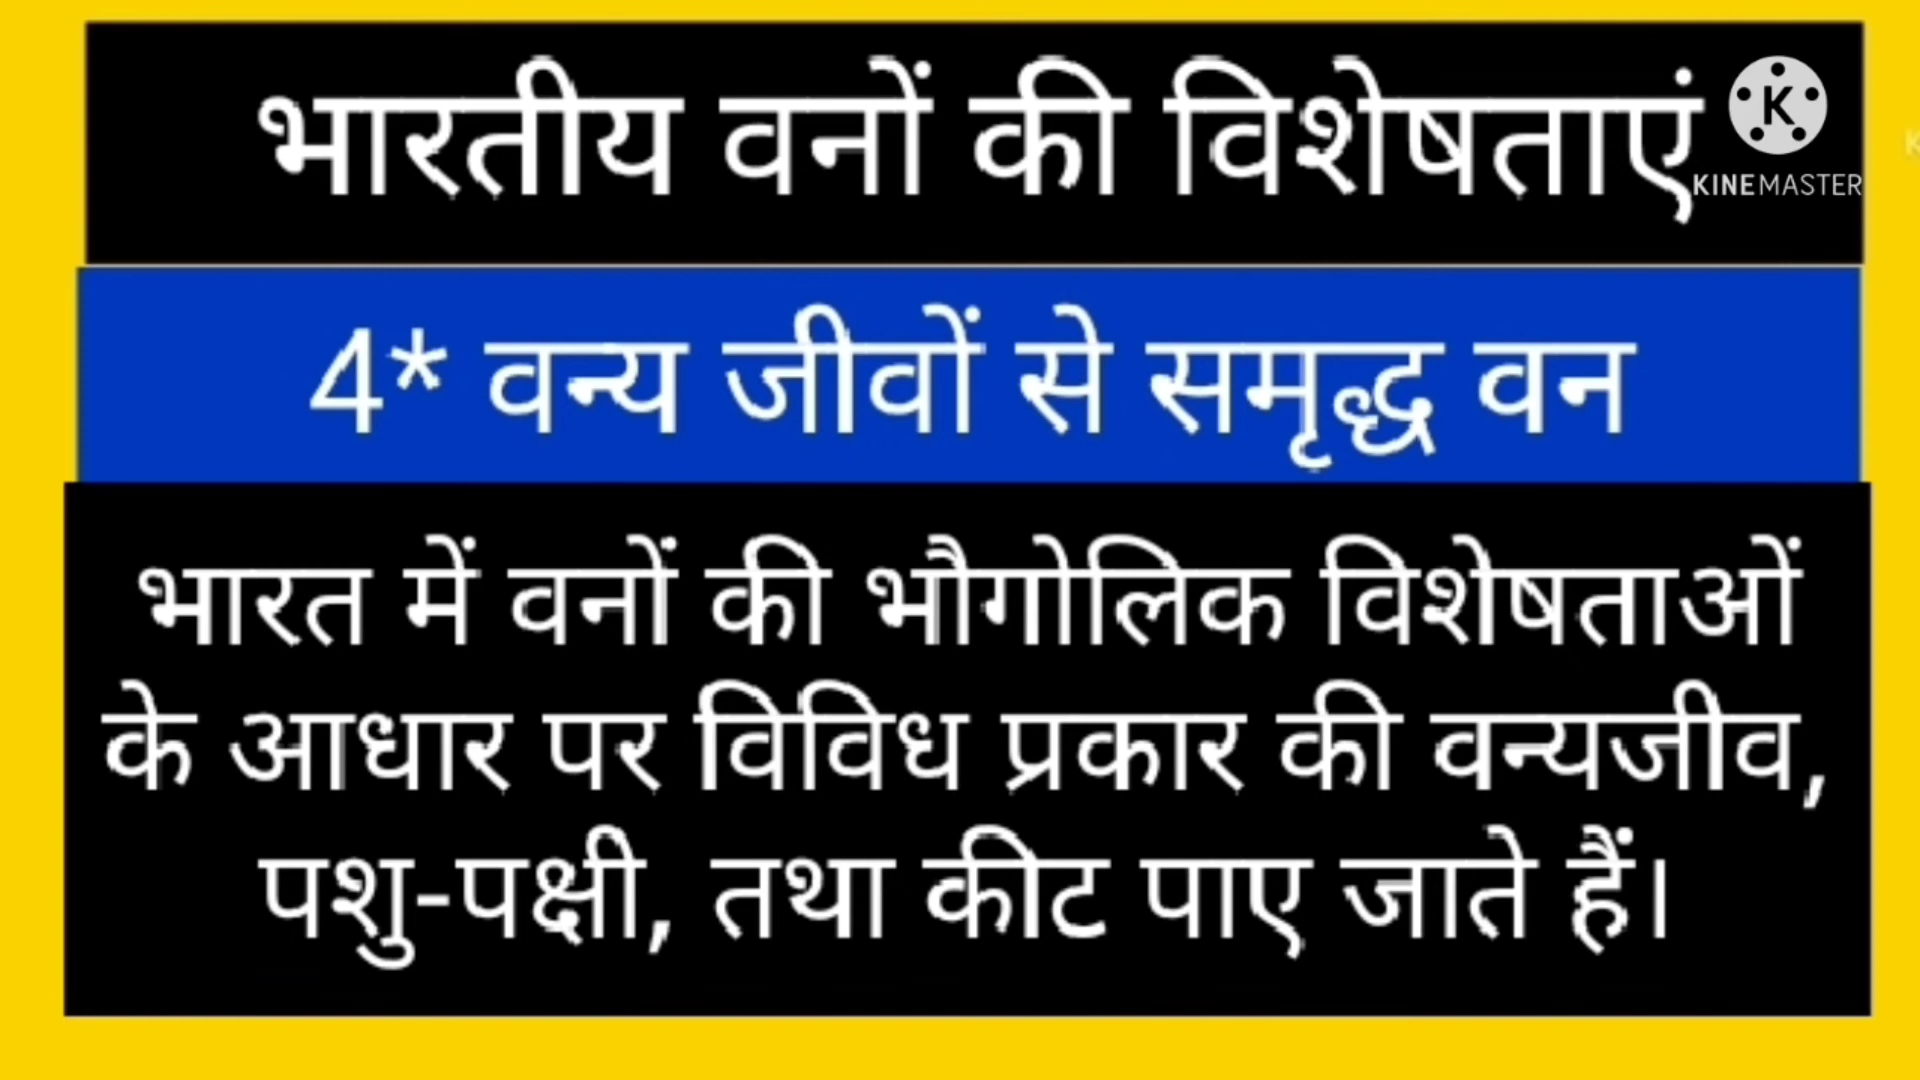 भारतीय वनों की विशेषताएं
KINEMASTER
4* वन्य जीवों से समृद्ध वन
भारत में वनों की भौगोलिक विशेषताओं
के आधार पर विविध प्रकार की वन्यजीव,
पशु-पक्षी, तथा कीट पाए जाते हैं।